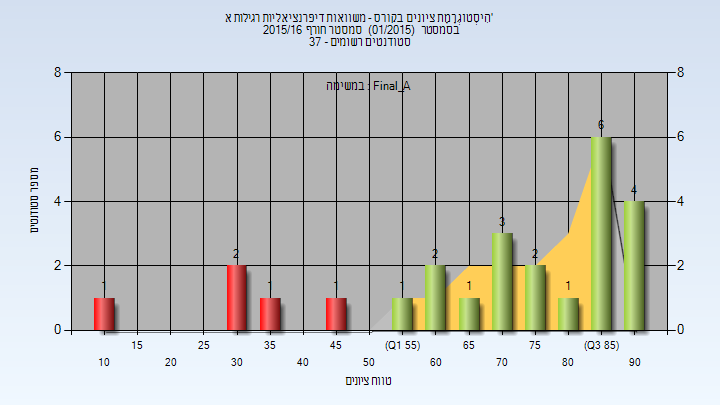 הִיסטוֹגְרָמַת ציונים בקורס - משוואות דיפרנציאליות רגילות א'
בסמסטר (01/2015) סמסטר חורף 2015/16
סטודנטים רשומים - 37
במשימה : Final_A
8 8
6 6
4 4
2 2
0 0
מספר סטודנטים
1 2 1 1 1 2 1 3 2 1 6 4
15 25 35 45 (Q1 55) 65 75 (Q3 85)
10 20 30 40 50 60 70 80 90
טווח ציונים